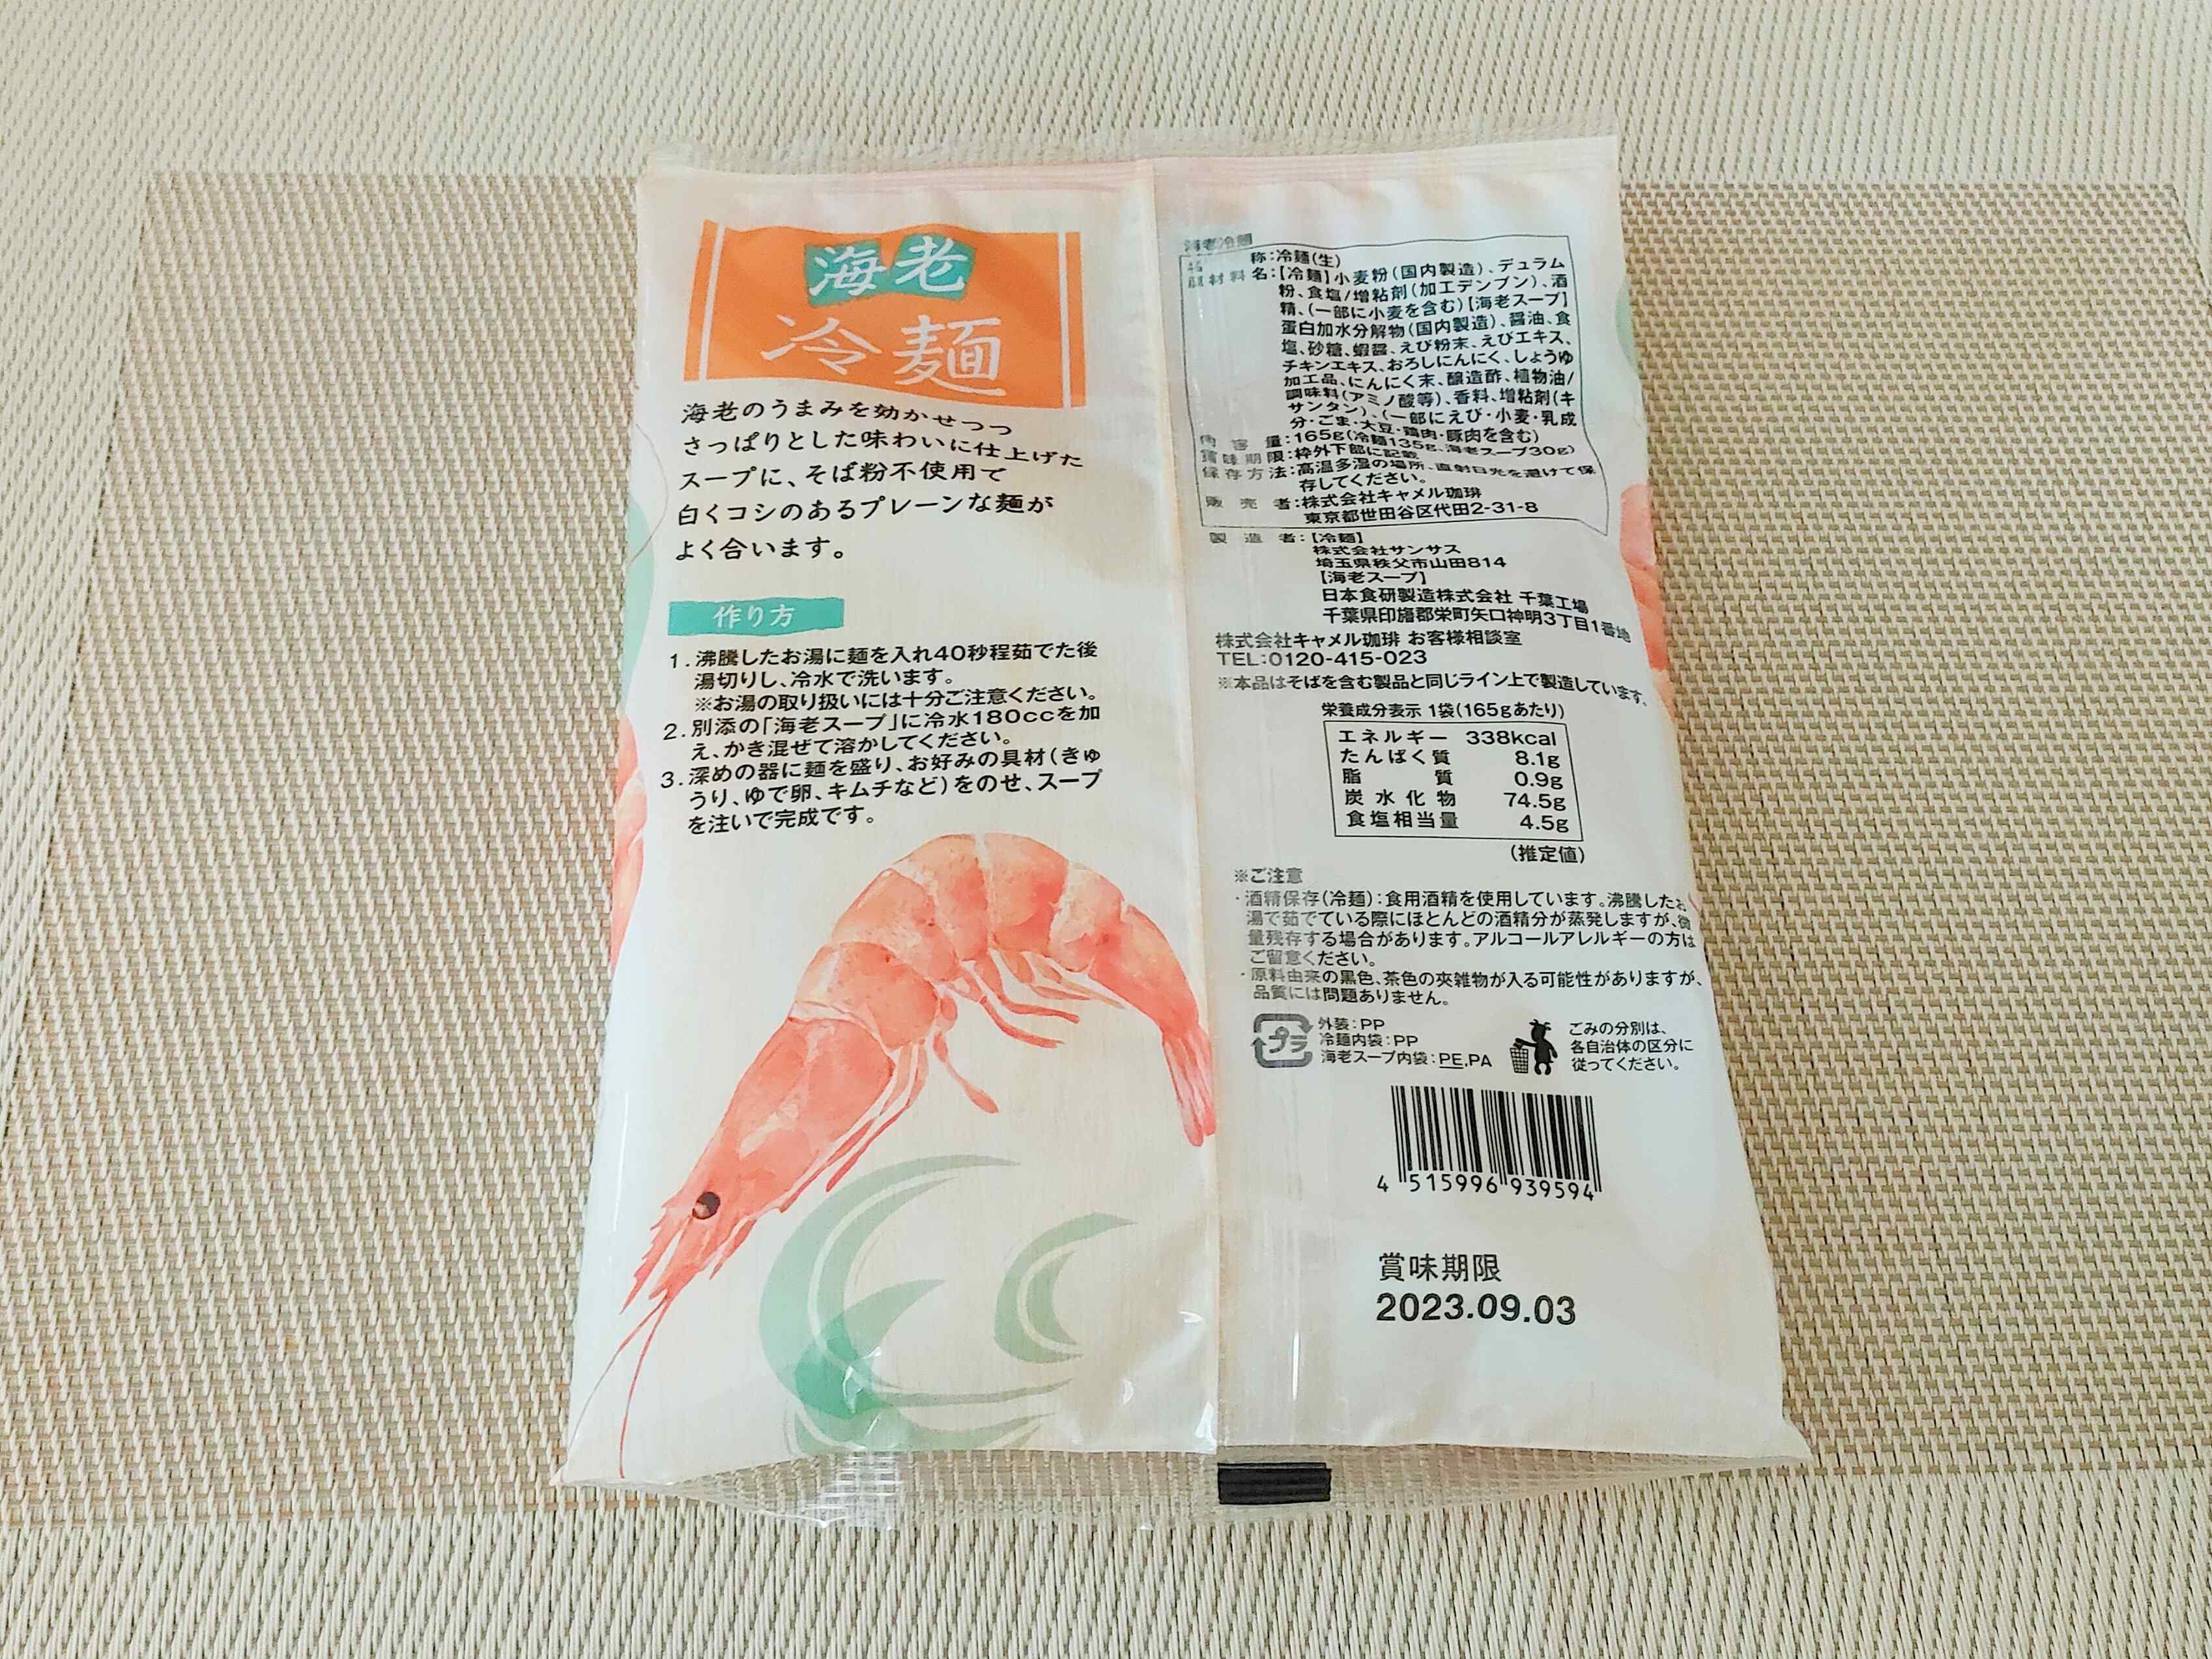 海老
冷麺
海老のうまみを効かせつつ
さっぱりとした味わいに仕上げた
スープに、そば粉不使用で
白くコシのあるプレーンな麺が
よく合います。
作り方
1.沸騰したお湯に麺を入れ40秒程茹でた後
湯切りし、冷水で洗います。
※お湯の取り扱いには十分ご注意ください。
2.別添の「海老スープ」に冷水180ccを加
え、かき混ぜて溶かしてください。
3.深めの器に麺を盛り、お好みの具材(きゅ
うり、ゆで卵、キムチなど)をのせ、スープ
を注いで完成です。
海老冷麺
名称:冷麺(生)
原材料名:【冷麺】小麦粉(国内製造)、デュラム
粉、食塩/増粘剤(加工デンプン)、酒
精、(一部に小麦を含む)【海老スープ】
蛋白加水分解物(国内製造)、醤油、食
塩、砂糖、蝦醤、えび粉末、えびエキス、
チキンエキス、おろしにんにく、しょうゆ
加工品、にんにく末、醸造酢、植物油/
調味料(アミノ酸等)、香料、増粘剤(キ
サンタン)、(一部にえび・小麦・乳成
分・ごま・大豆・鶏肉・豚肉を含む)
内容量:165g(冷麺135g、海老スープ30g)
賞味期限:枠外下部に記載
保存方法:高温多湿の場所、直射日光を避けて保
存してください。
販売者:株式会社キャメル珈琲
東京都世田谷区代田2-31-8
製造者:【冷麺】
株式会社サンサス
埼玉県秩父市山田814
【海老スープ】
日本食研製造株式会社 千葉工場
千葉県印旛郡栄町矢口神明3丁目1番地
株式会社キャメル珈琲 お客様相談室
TEL:0120-415-023
※本品はそばを含む製品と同じライン上で製造しています。
栄養成分表示 1袋(165gあたり)
エネルギー 338kcal
たんぱく質 8.1g
脂質 0.9g
炭水化物 74.5g
食塩相当量 4.5g
(推定値)
※ご注意
・酒精保存(冷麺):食用酒精を使用しています。沸騰したお
湯で茹でている際にほとんどの酒精分が蒸発しますが、微
量残存する場合があります。アルコールアレルギーの方は
ご留意ください。
・原料由来の黒色、茶色の夾雑物が入る可能性がありますが、
品質には問題ありません。
プラ
外装:PP
冷麺内袋:PP
海老スープ内袋:PE,PA
ごみの分別は、
各自治体の区分に
従ってください。
4 515996 939594
賞味期限
2023.09.03